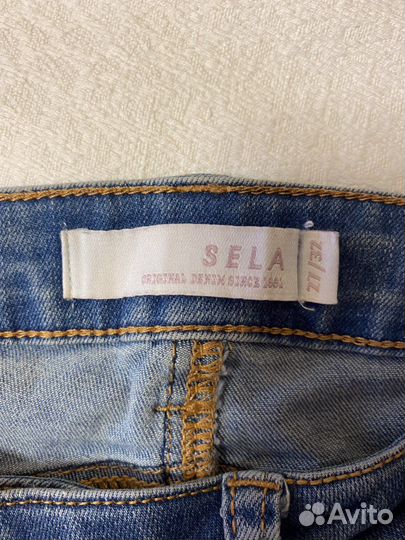 SELA
ORIGINAL DENIM SINCE 1991
27/32
Avito